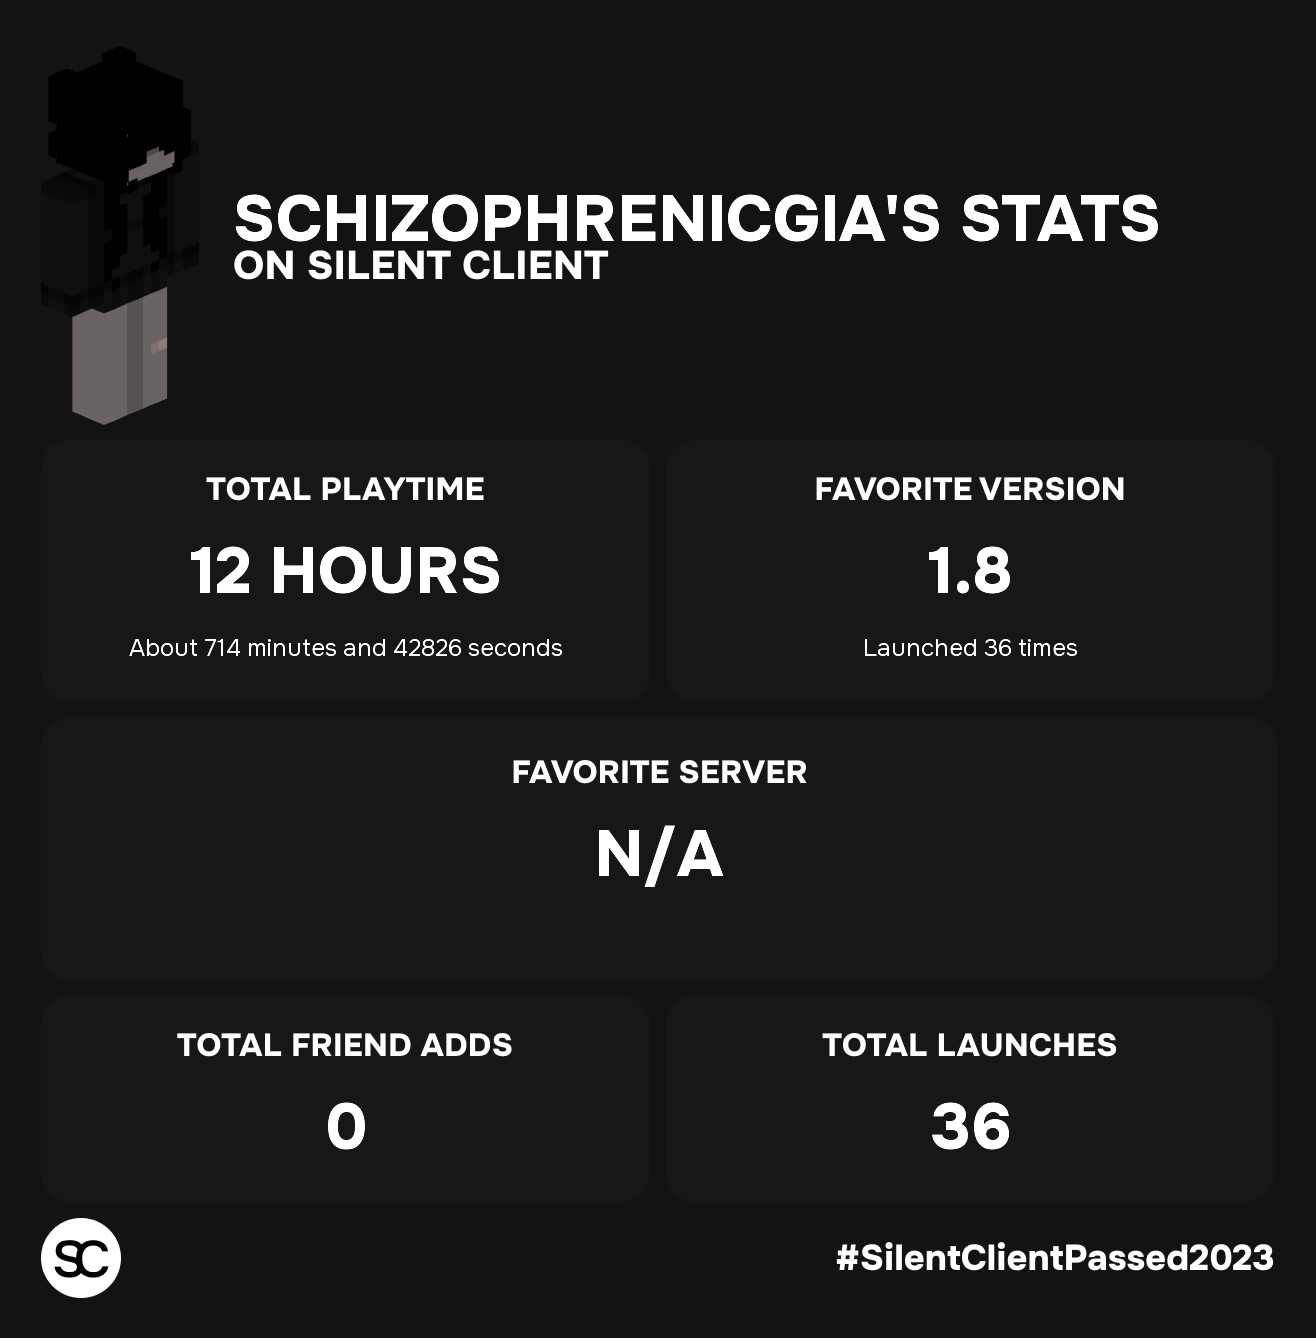 SCHIZOPHRENICGIA'S STATS
ON SILENT CLIENT
TOTAL PLAYTIME
12 HOURS
About 714 minutes and 42826 seconds
FAVORITE VERSION
1.8
Launched 36 times
FAVORITE SERVER
N/A
TOTAL FRIEND ADDS
0
TOTAL LAUNCHES
36
SC
#SilentClientPassed2023